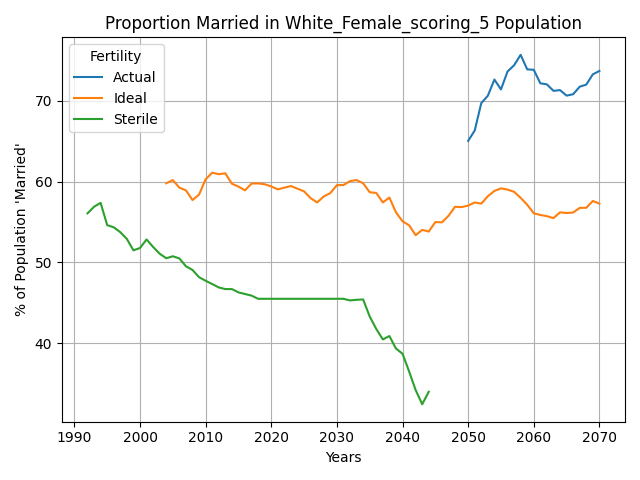 Proportion Married in White_Female_scoring_5 Population
Fertility
Actual
Ideal
Sterile
% of Population 'Married'
70
60
50
40
1990 2000 2010 2020 2030 2040 2050 2060 2070
Years